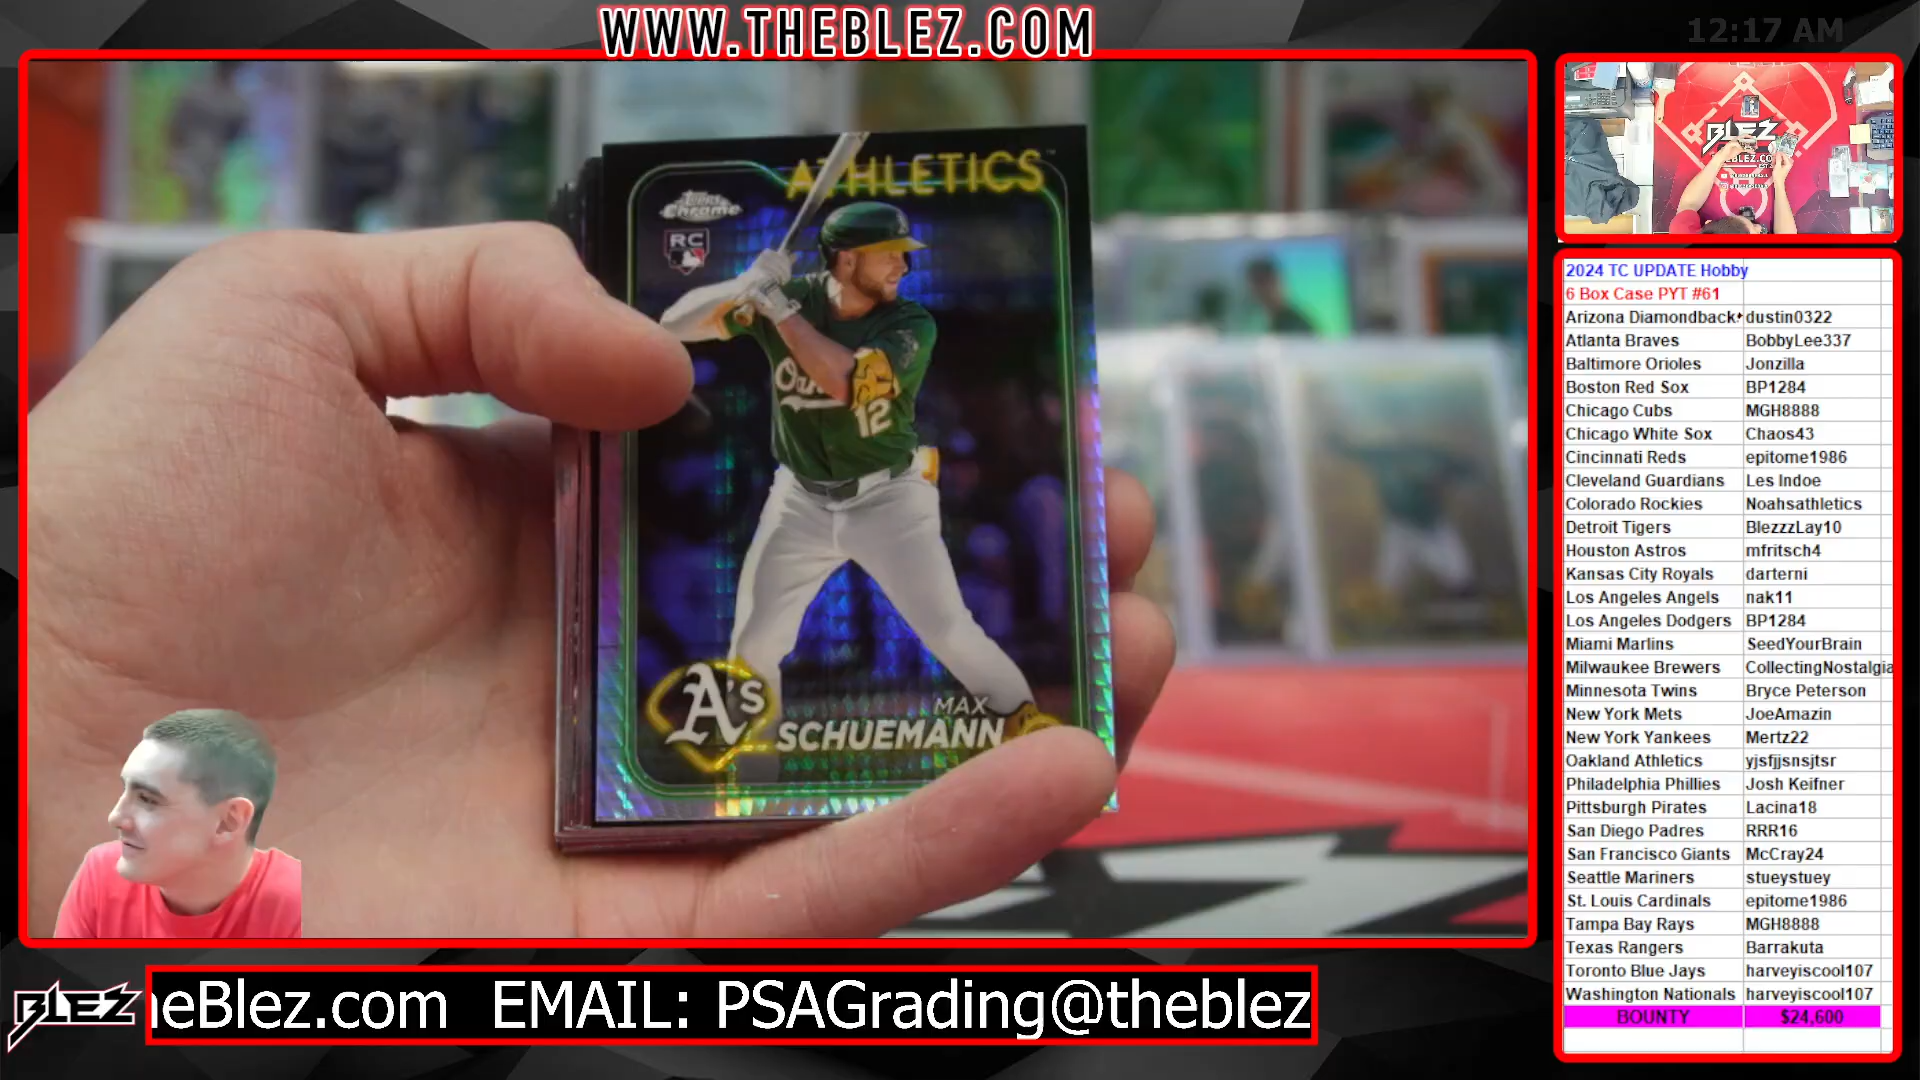 WWW.THEBLEZ.COM
12:17 AM
ATHLETICS™
Topps
Chrome
RC
12
A's
MAX
SCHUEMANN
BLEZ
2024 TC UPDATE Hobby
6 Box Case PYT #61
Arizona Diamondback dustin0322
Atlanta Braves BobbyLee337
Baltimore Orioles Jonzilla
Boston Red Sox BP1284
Chicago Cubs MGH8888
Chicago White Sox Chaos43
Cincinnati Reds epitome1986
Cleveland Guardians Les Indoe
Colorado Rockies Noahsathletics
Detroit Tigers BlezzzLay10
Houston Astros mfritsch4
Kansas City Royals darterni
Los Angeles Angels nak11
Los Angeles Dodgers BP1284
Miami Marlins SeedYourBrain
Milwaukee Brewers CollectingNostalgia
Minnesota Twins Bryce Peterson
New York Mets JoeAmazin
New York Yankees Mertz22
Oakland Athletics yjsfjjsnsjtsr
Philadelphia Phillies Josh Keifner
Pittsburgh Pirates Lacina18
San Diego Padres RRR16
San Francisco Giants McCray24
Seattle Mariners stueystuey
St. Louis Cardinals epitome1986
Tampa Bay Rays MGH8888
Texas Rangers Barrakuta
Toronto Blue Jays harveyiscool107
Washington Nationals harveyiscool107
BOUNTY $24,600
BLEZ
heBlez.com EMAIL: PSAGrading@theblez